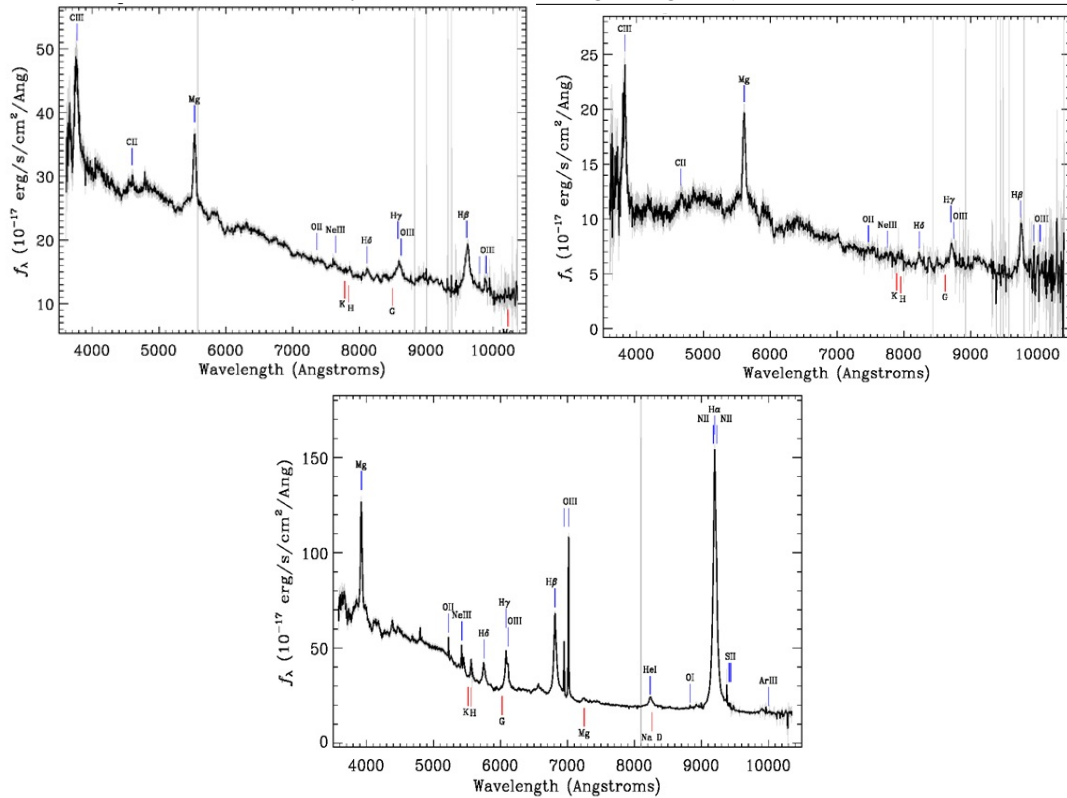 CIII
50
Mg
40
CII
30
Hβ
Hγ
OII NeIII OIII
20
Hδ
OIII
10
K H G
4000 5000 6000 7000 8000 9000 10000
Wavelength (Angstroms)
f_λ (10⁻¹⁷ erg/s/cm²/Ang)
CIII
25
Mg
20
15
CII
Hγ Hβ
10
OII NeIII Hδ OIII OIII
5
K H G
0
4000 5000 6000 7000 8000 9000 10000
Wavelength (Angstroms)
f_λ (10⁻¹⁷ erg/s/cm²/Ang)
Hα
NII NII
150
Mg
OIII
100
Hβ
Hγ
OII NeIII OIII
Hδ
50
SII
HeI OI ArIII
K H G Mg Na D
0
4000 5000 6000 7000 8000 9000 10000
Wavelength (Angstroms)
f_λ (10⁻¹⁷ erg/s/cm²/Ang)